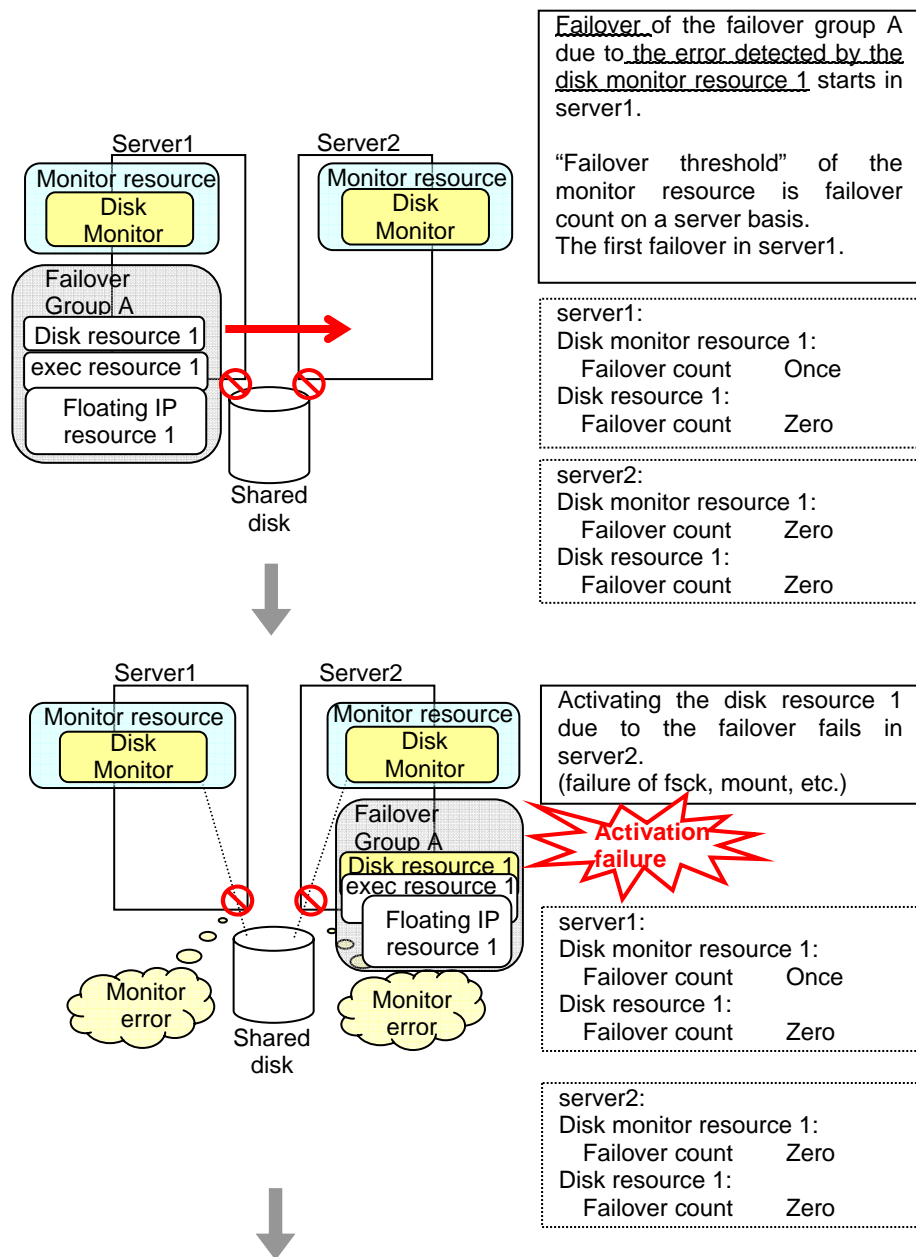 Failover of the failover group A
due to the error detected by the
disk monitor resource 1 starts in
server1.
“Failover threshold” of the
monitor resource is failover
count on a server basis.
The first failover in server1.
Server1
Monitor resource
Disk
Monitor
Failover
Group A
Disk resource 1
exec resource 1
Floating IP
resource 1
Server2
Monitor resource
Disk
Monitor
Shared
disk
server1:
Disk monitor resource 1:
Failover count Once
Disk resource 1:
Failover count Zero
server2:
Disk monitor resource 1:
Failover count Zero
Disk resource 1:
Failover count Zero
Server1
Monitor resource
Disk
Monitor
Server2
Monitor resource
Disk
Monitor
Failover
Group A
Disk resource 1
exec resource 1
Floating IP
resource 1
Monitor
error
Shared
disk
Monitor
error
Activating the disk resource 1
due to the failover fails in
server2.
(failure of fsck, mount, etc.)
Activation
failure
server1:
Disk monitor resource 1:
Failover count Once
Disk resource 1:
Failover count Zero
server2:
Disk monitor resource 1:
Failover count Zero
Disk resource 1:
Failover count Zero